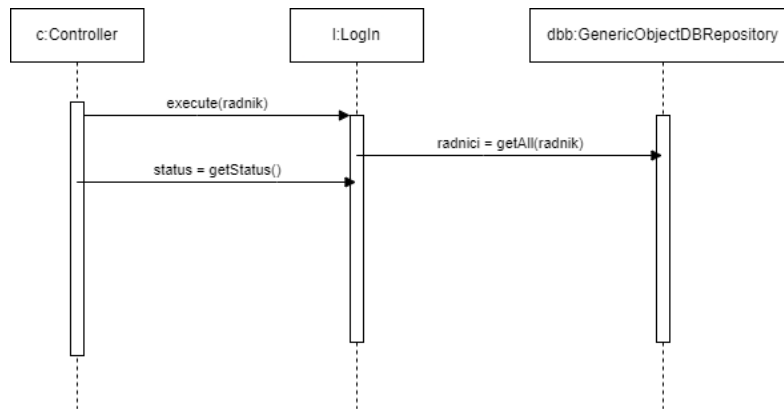 c:Controller
l:LogIn
dbb:GenericObjectDBRepository
execute(radnik)
radnici = getAll(radnik)
status = getStatus()